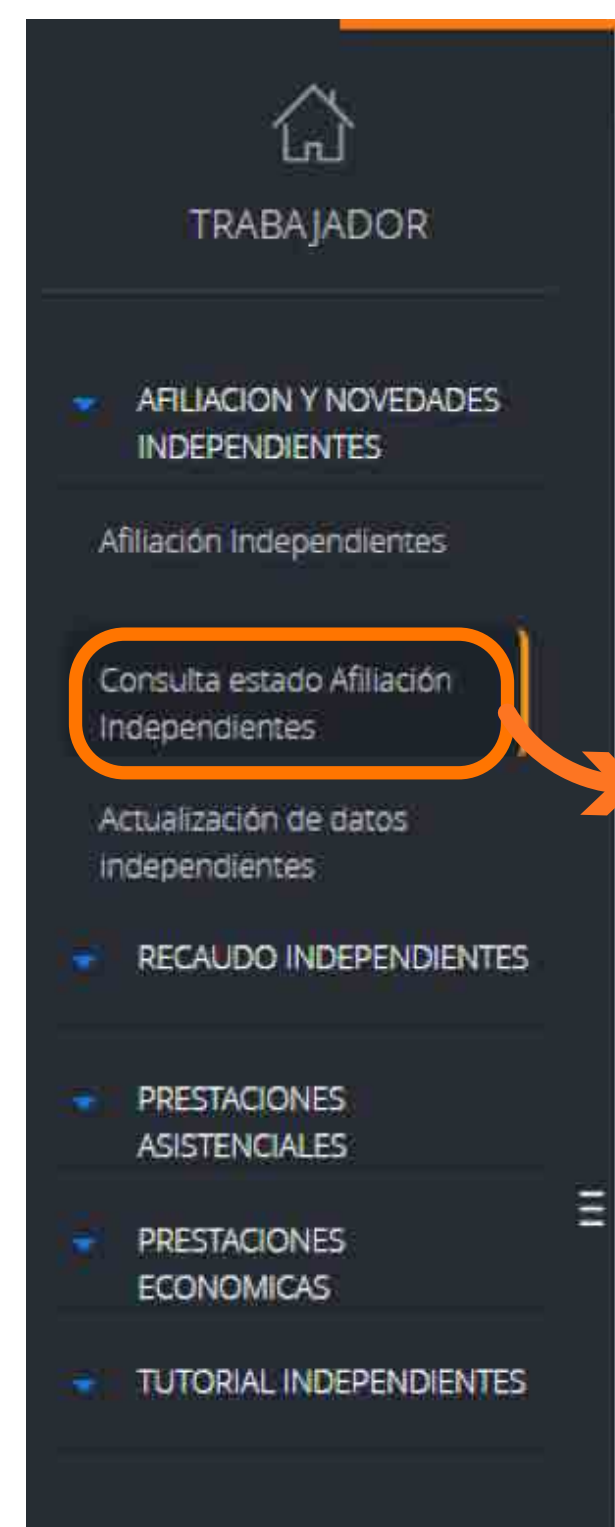 TRABAJADOR
AFILIACION Y NOVEDADES
INDEPENDIENTES
Afiliación Independientes
Consulta estado Afiliación
Independientes
Actualización de datos
independientes
RECAUDO INDEPENDIENTES
PRESTACIONES
ASISTENCIALES
PRESTACIONES
ECONOMICAS
TUTORIAL INDEPENDIENTES